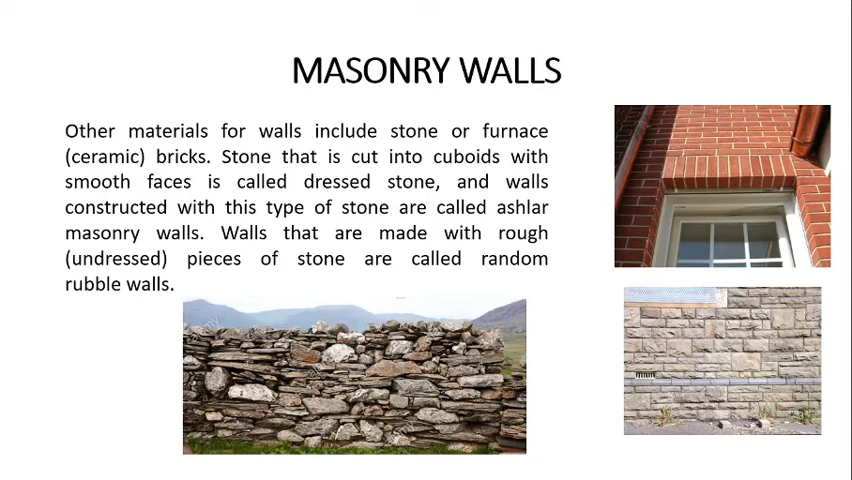 MASONRY WALLS
Other materials for walls include stone or furnace
(ceramic) bricks. Stone that is cut into cuboids with
smooth faces is called dressed stone, and walls
constructed with this type of stone are called ashlar
masonry walls. Walls that are made with rough
(undressed) pieces of stone are called random
rubble walls.